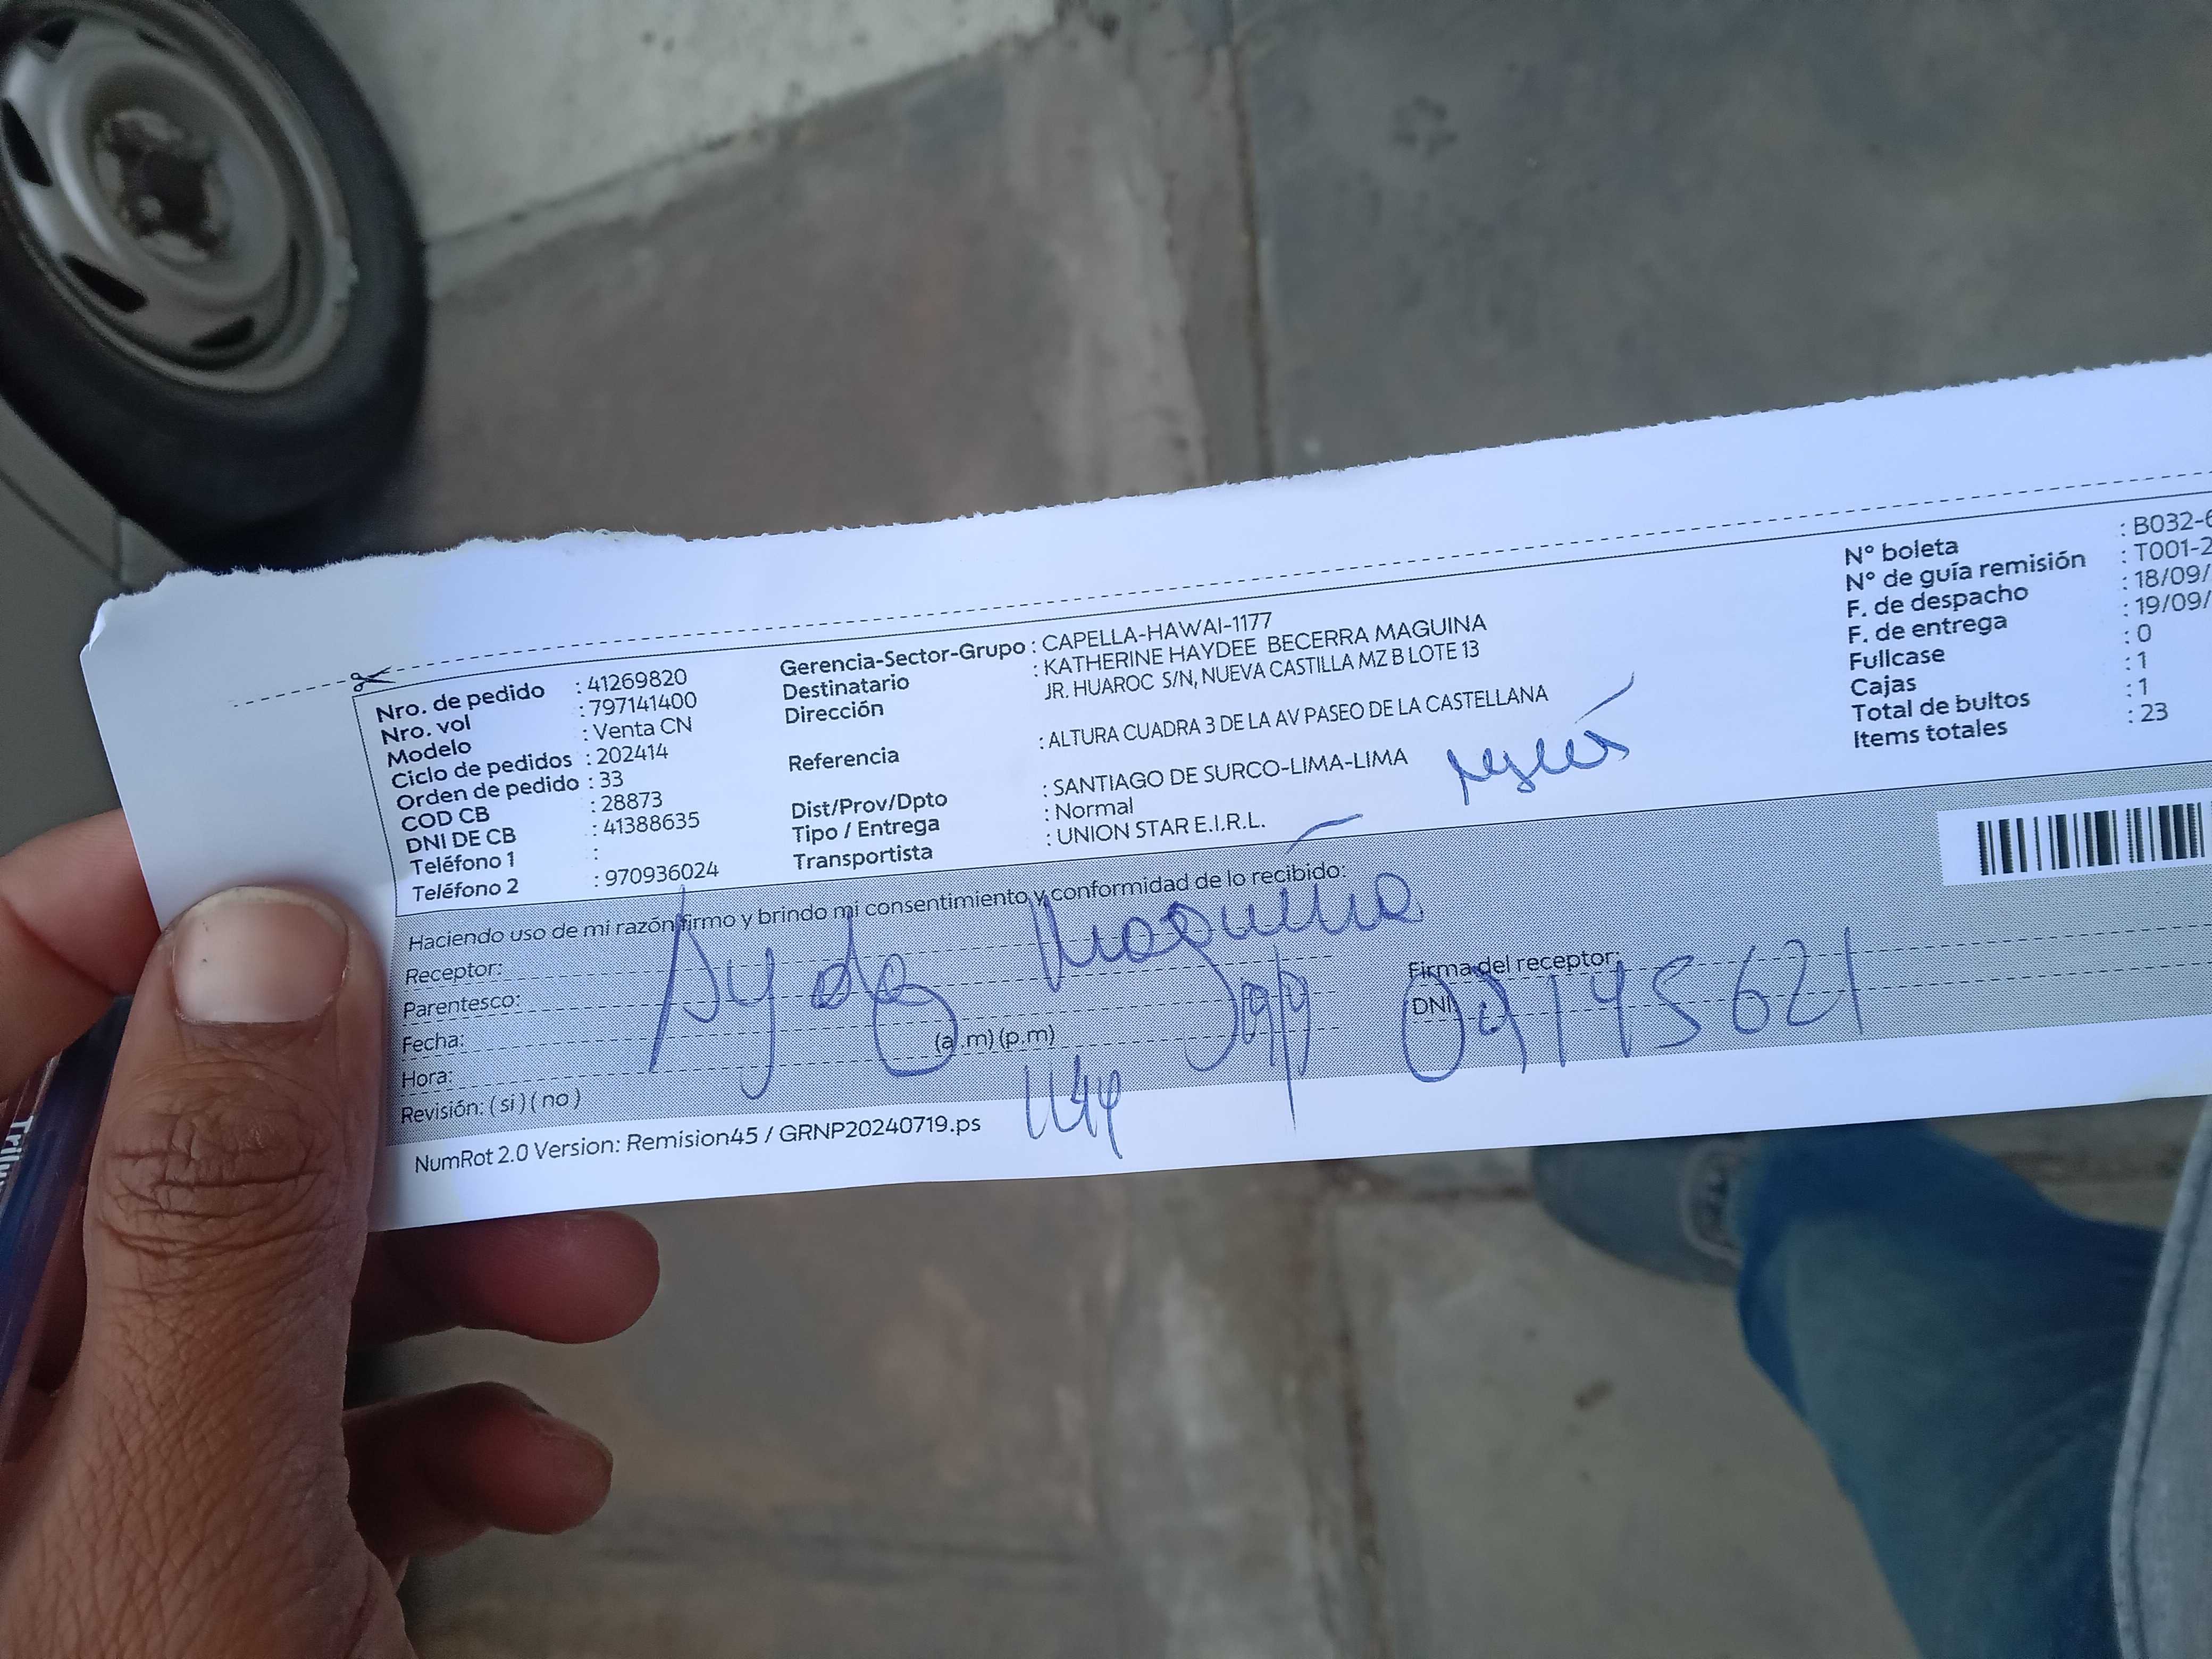 Nro. de pedido : 41269820
Nro. vol : 797141400
Modelo : Venta CN
Ciclo de pedidos : 202414
Orden de pedido : 33
COD CB : 28873
DNI DE CB : 41388635
Teléfono 1 :
Teléfono 2 : 970936024
Gerencia-Sector-Grupo : CAPELLA-HAWAI-1177
Destinatario : KATHERINE HAYDEE BECERRA MAGUINA
Dirección JR. HUAROC S/N, NUEVA CASTILLA MZ B LOTE 13
Referencia : ALTURA CUADRA 3 DE LA AV PASEO DE LA CASTELLANA
Dist/Prov/Dpto : SANTIAGO DE SURCO-LIMA-LIMA
Tipo / Entrega : Normal
Transportista : UNION STAR E.I.R.L.
N° boleta : B032-6
N° de guía remisión : T001-2
F. de despacho : 18/09/
F. de entrega : 19/09/
Fullcase : 0
Cajas : 1
Total de bultos : 1
Items totales : 23
Haciendo uso de mi razón firmo y brindo mi consentimiento y conformidad de lo recibido:
Receptor: Ayde Maguiña
Parentesco:
Fecha:
Hora: (a.m) (p.m)
Revisión: ( si ) ( no )
Firma del receptor:
DNI 09145621
NumRot 2.0 Version: Remision45 / GRNP20240719.ps